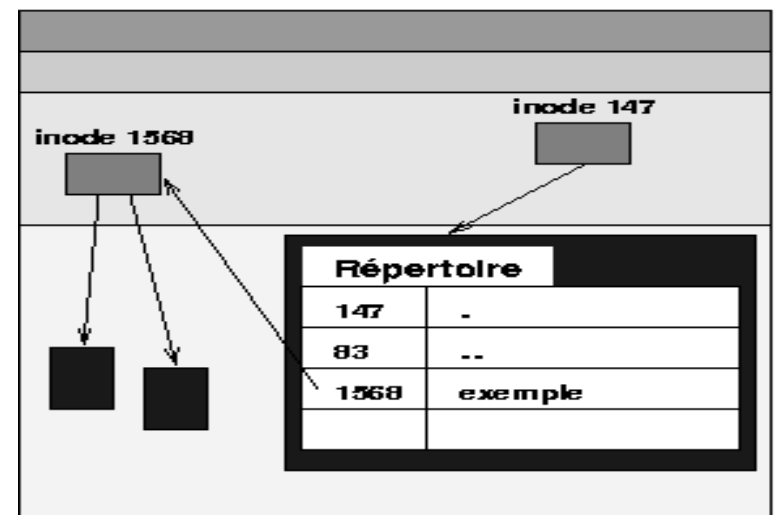 inode 147
inode 1568
Répertoire
147 .
83 ..
1568 exemple